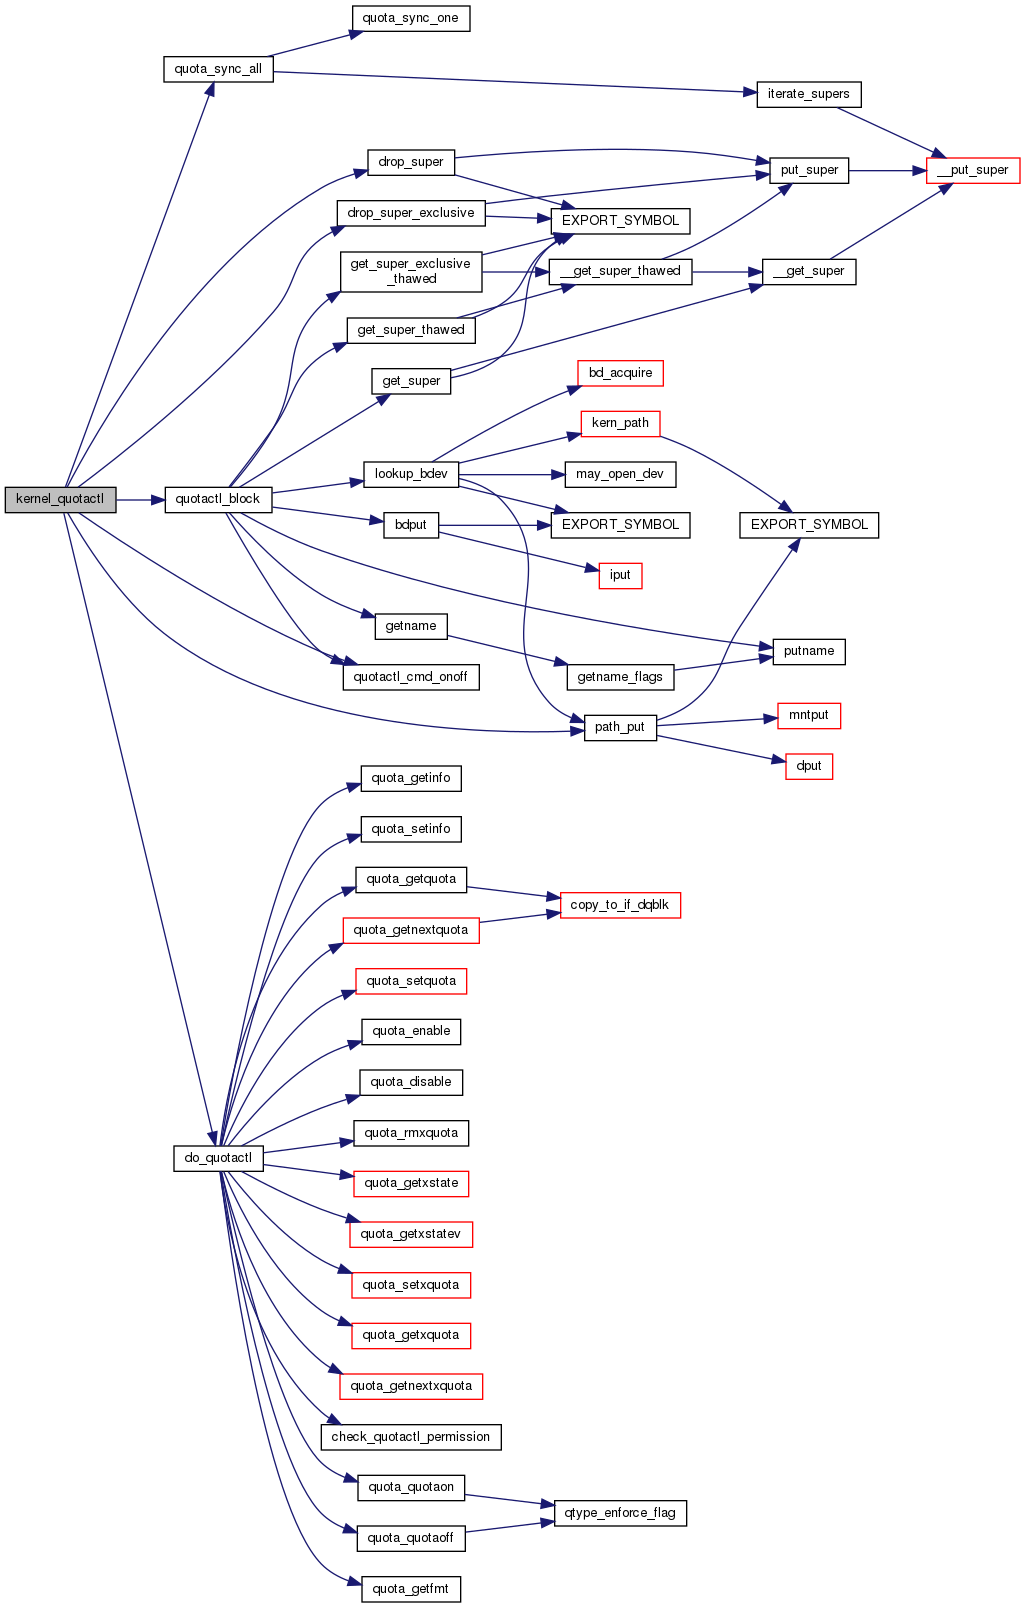 quota_sync_one
quota_sync_all
iterate_supers
drop_super
put_super
__put_super
drop_super_exclusive
EXPORT_SYMBOL
get_super_exclusive
_thawed
__get_super_thawed
__get_super
get_super_thawed
get_super
bd_acquire
kern_path
lookup_bdev
may_open_dev
kernel_quotactl
quotactl_block
bdput
EXPORT_SYMBOL
EXPORT_SYMBOL
iput
getname
putname
quotactl_cmd_onoff
getname_flags
path_put
mntput
dput
quota_getinfo
quota_setinfo
quota_getquota
copy_to_if_dqblk
quota_getnextquota
quota_setquota
quota_enable
quota_disable
quota_rmxquota
do_quotactl
quota_getxstate
quota_getxstatev
quota_setxquota
quota_getxquota
quota_getnextxquota
check_quotactl_permission
quota_quotaon
qtype_enforce_flag
quota_quotaoff
quota_getfmt